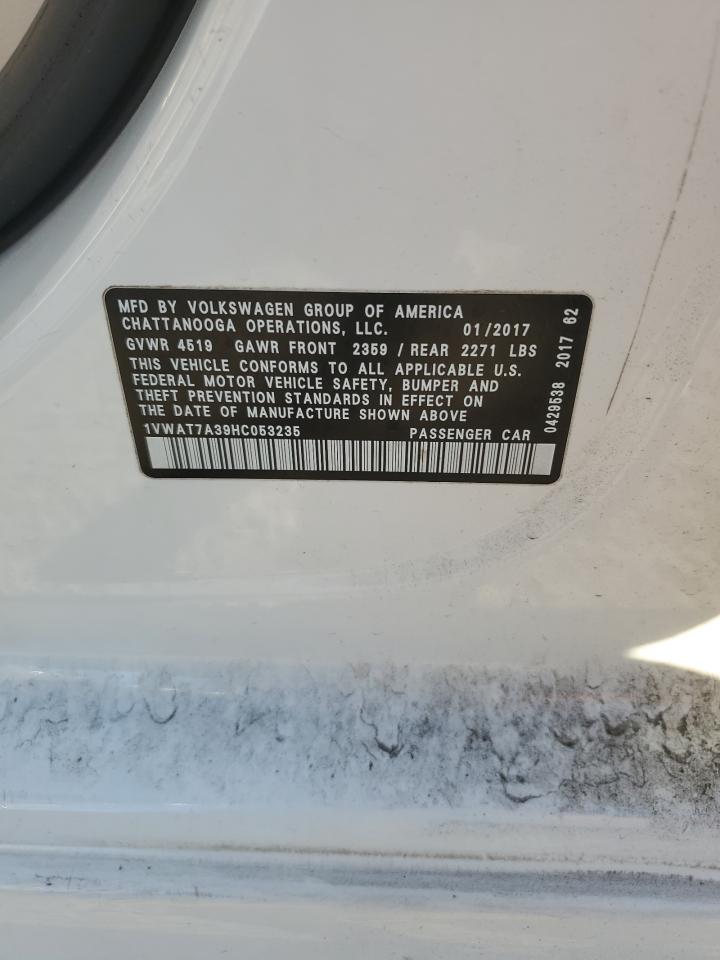 MFD BY VOLKSWAGEN GROUP OF AMERICA
CHATTANOOGA OPERATIONS, LLC. 01/2017
GVWR 4519 GAWR FRONT 2359 / REAR 2271 LBS
THIS VEHICLE CONFORMS TO ALL APPLICABLE U.S.
FEDERAL MOTOR VEHICLE SAFETY, BUMPER AND
THEFT PREVENTION STANDARDS IN EFFECT ON
THE DATE OF MANUFACTURE SHOWN ABOVE
1VWAT7A39HC053235 PASSENGER CAR
0429538 2017 62